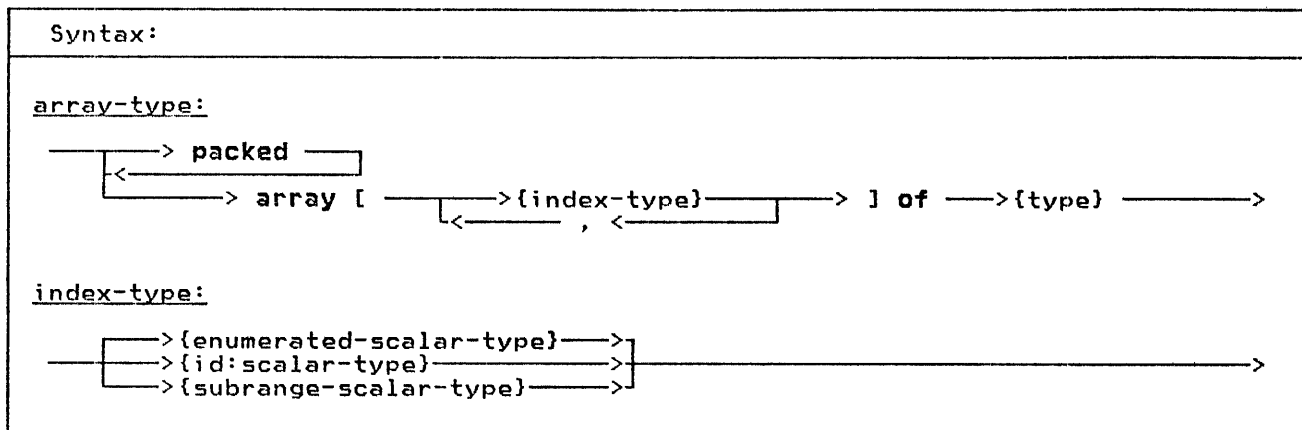 Syntax:
array-type:
packed
array [ {index-type} ] of {type}
,
index-type:
{enumerated-scalar-type}
{id:scalar-type}
{subrange-scalar-type}